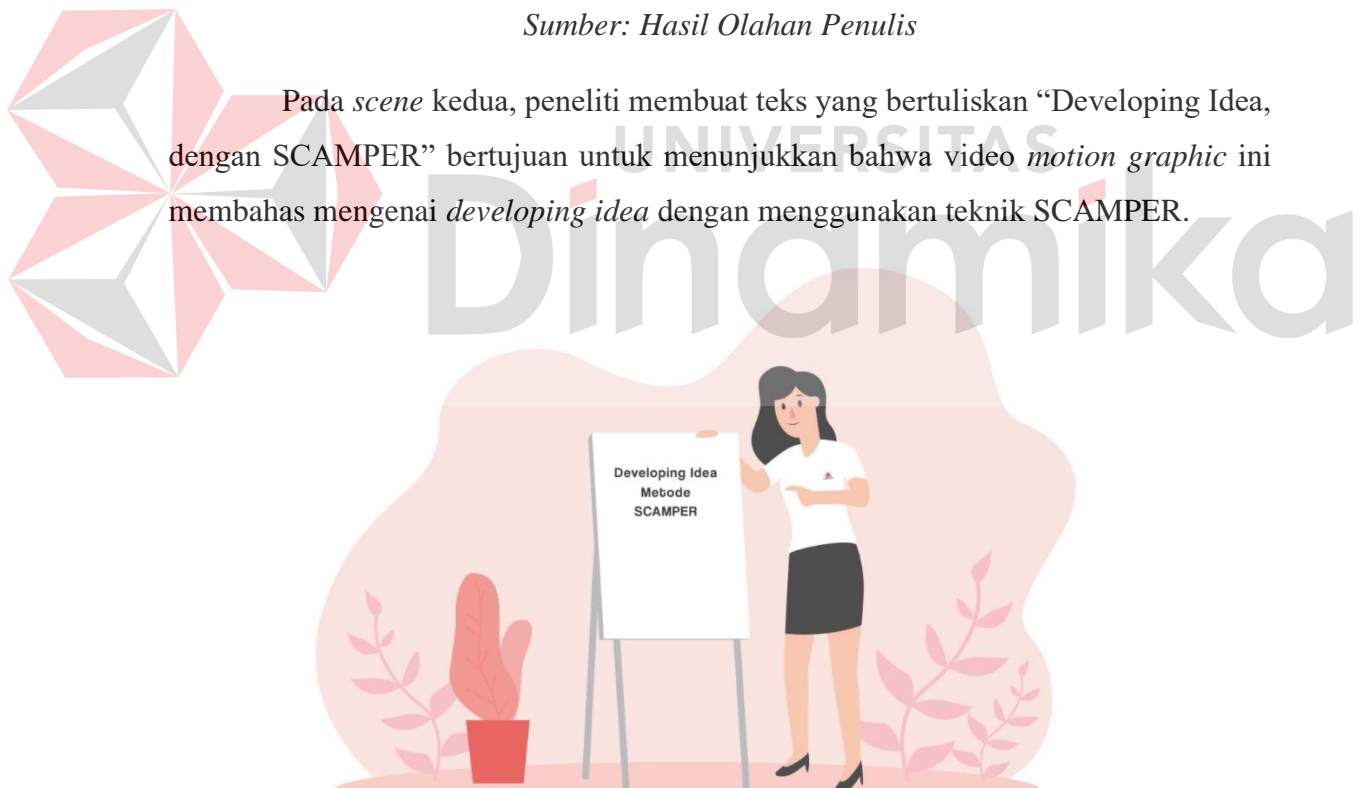 Sumber: Hasil Olahan Penulis
Pada scene kedua, peneliti membuat teks yang bertuliskan “Developing Idea,
dengan SCAMPER” bertujuan untuk menunjukkan bahwa video motion graphic ini
membahas mengenai developing idea dengan menggunakan teknik SCAMPER.
UNIVERSITAS
Dinamika
Developing Idea
Metode
SCAMPER